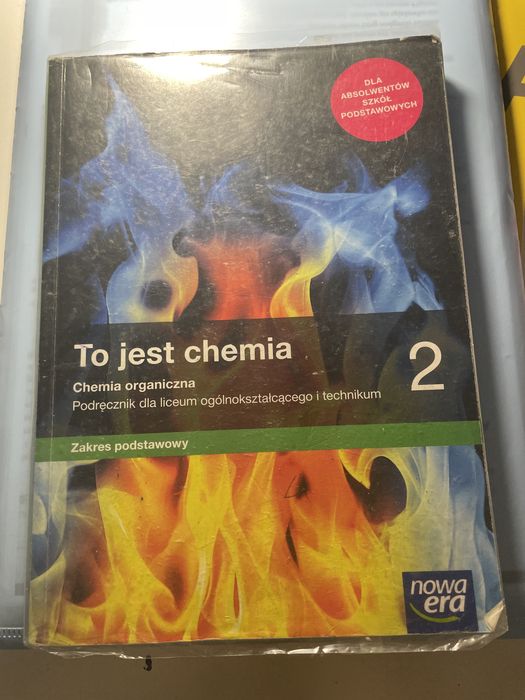 DLA
ABSOLWENTÓW
SZKÓŁ
PODSTAWOWYCH
To jest chemia
2
Chemia organiczna
Podręcznik dla liceum ogólnokształcącego i technikum
Zakres podstawowy
nowa
era